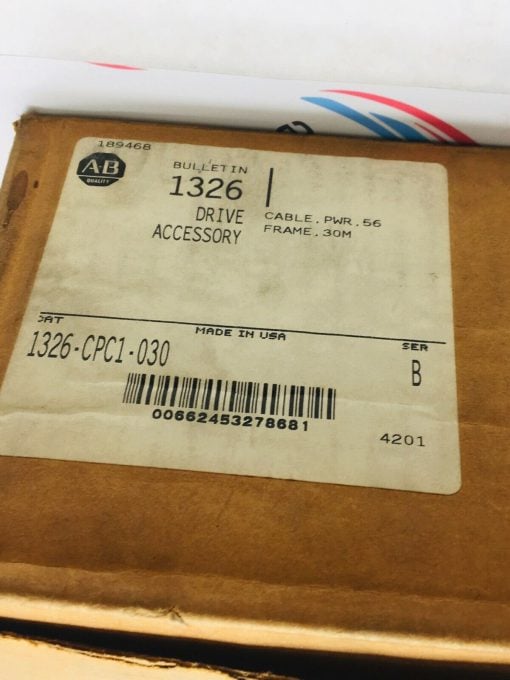 189468
AB
QUALITY
BULLETIN
1326
DRIVE
ACCESSORY
CABLE.PWR.56
FRAME.30M
CAT
MADE IN USA
SER
1326-CPC1-030
B
00662453278681
4201